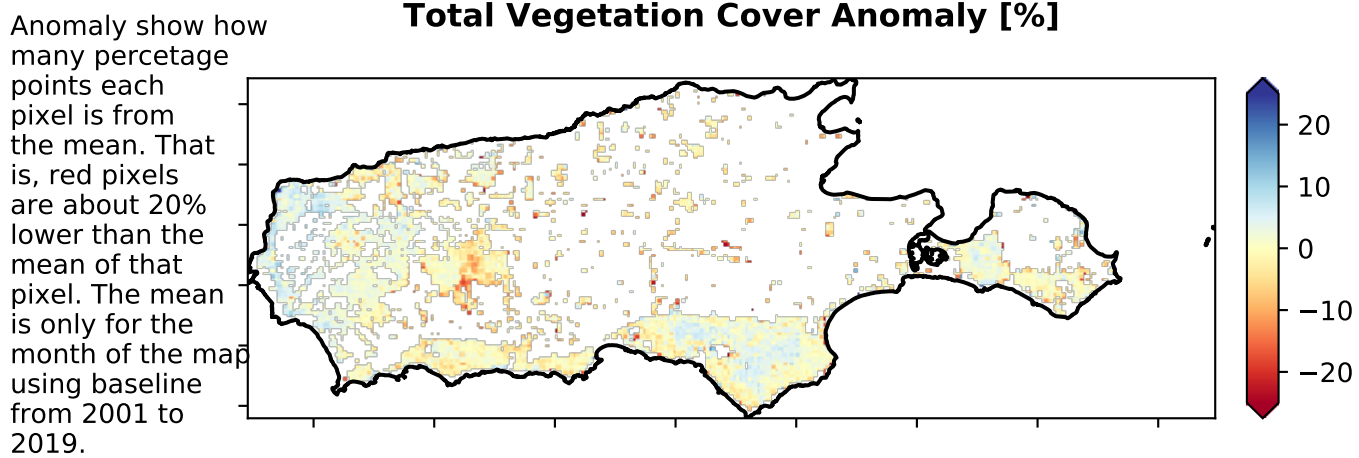 Total Vegetation Cover Anomaly [%]
Anomaly show how
many percetage
points each
pixel is from
the mean. That
is, red pixels
are about 20%
lower than the
mean of that
pixel. The mean
is only for the
month of the map
using baseline
from 2001 to
2019.
20
10
0
−10
−20